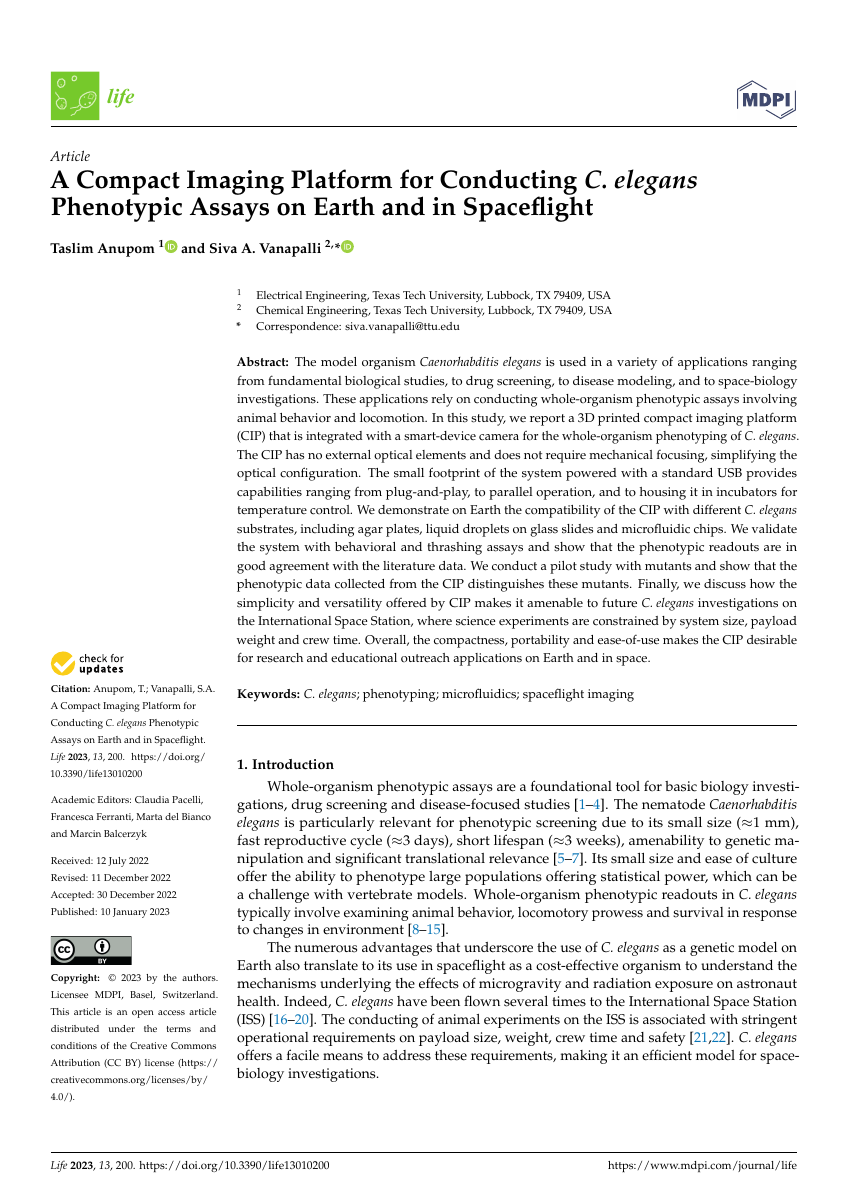 life
MDPI
Article
A Compact Imaging Platform for Conducting C. elegans
Phenotypic Assays on Earth and in Spaceflight
Taslim Anupom 1 iD and Siva A. Vanapalli 2,* iD
1 Electrical Engineering, Texas Tech University, Lubbock, TX 79409, USA
2 Chemical Engineering, Texas Tech University, Lubbock, TX 79409, USA
* Correspondence: siva.vanapalli@ttu.edu
Abstract: The model organism Caenorhabditis elegans is used in a variety of applications ranging
from fundamental biological studies, to drug screening, to disease modeling, and to space-biology
investigations. These applications rely on conducting whole-organism phenotypic assays involving
animal behavior and locomotion. In this study, we report a 3D printed compact imaging platform
(CIP) that is integrated with a smart-device camera for the whole-organism phenotyping of C. elegans.
The CIP has no external optical elements and does not require mechanical focusing, simplifying the
optical configuration. The small footprint of the system powered with a standard USB provides
capabilities ranging from plug-and-play, to parallel operation, and to housing it in incubators for
temperature control. We demonstrate on Earth the compatibility of the CIP with different C. elegans
substrates, including agar plates, liquid droplets on glass slides and microfluidic chips. We validate
the system with behavioral and thrashing assays and show that the phenotypic readouts are in
good agreement with the literature data. We conduct a pilot study with mutants and show that the
phenotypic data collected from the CIP distinguishes these mutants. Finally, we discuss how the
simplicity and versatility offered by CIP makes it amenable to future C. elegans investigations on
the International Space Station, where science experiments are constrained by system size, payload
weight and crew time. Overall, the compactness, portability and ease-of-use makes the CIP desirable
for research and educational outreach applications on Earth and in space.
Keywords: C. elegans; phenotyping; microfluidics; spaceflight imaging
check for
updates
Citation: Anupom, T.; Vanapalli, S.A.
A Compact Imaging Platform for
Conducting C. elegans Phenotypic
Assays on Earth and in Spaceflight.
Life 2023, 13, 200. https://doi.org/
10.3390/life13010200
Academic Editors: Claudia Pacelli,
Francesca Ferranti, Marta del Bianco
and Marcin Balcerzyk
Received: 12 July 2022
Revised: 11 December 2022
Accepted: 30 December 2022
Published: 10 January 2023
cc BY
Copyright: © 2023 by the authors.
Licensee MDPI, Basel, Switzerland.
This article is an open access article
distributed under the terms and
conditions of the Creative Commons
Attribution (CC BY) license (https://
creativecommons.org/licenses/by/
4.0/).
1. Introduction
Whole-organism phenotypic assays are a foundational tool for basic biology investi-
gations, drug screening and disease-focused studies [1–4]. The nematode Caenorhabditis
elegans is particularly relevant for phenotypic screening due to its small size (≈1 mm),
fast reproductive cycle (≈3 days), short lifespan (≈3 weeks), amenability to genetic ma-
nipulation and significant translational relevance [5–7]. Its small size and ease of culture
offer the ability to phenotype large populations offering statistical power, which can be
a challenge with vertebrate models. Whole-organism phenotypic readouts in C. elegans
typically involve examining animal behavior, locomotory prowess and survival in response
to changes in environment [8–15].
The numerous advantages that underscore the use of C. elegans as a genetic model on
Earth also translate to its use in spaceflight as a cost-effective organism to understand the
mechanisms underlying the effects of microgravity and radiation exposure on astronaut
health. Indeed, C. elegans have been flown several times to the International Space Station
(ISS) [16–20]. The conducting of animal experiments on the ISS is associated with stringent
operational requirements on payload size, weight, crew time and safety [21,22]. C. elegans
offers a facile means to address these requirements, making it an efficient model for space-
biology investigations.
Life 2023, 13, 200. https://doi.org/10.3390/life13010200
https://www.mdpi.com/journal/life